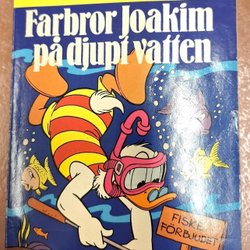 Farbror Joakim
på djupt vatten
FISKE
FÖRBJUDET